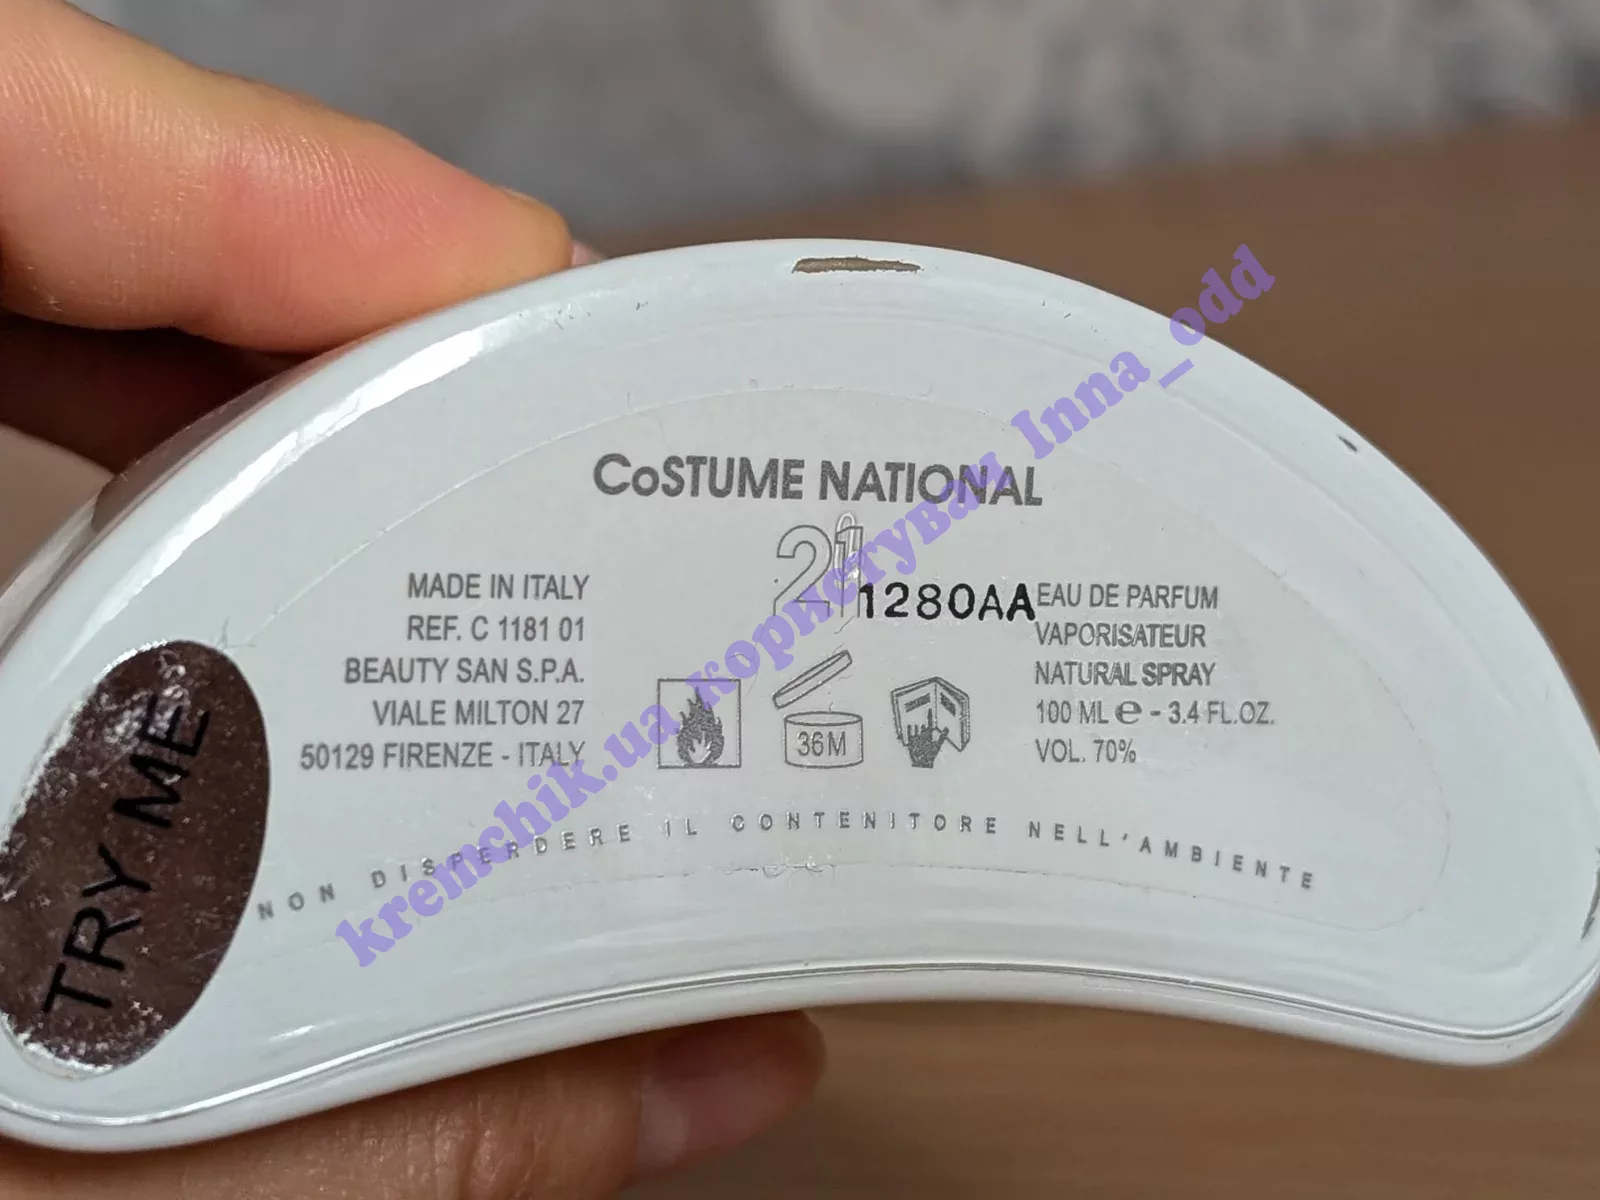 CoSTUME NATIONAL
21
1280AA
MADE IN ITALY
REF. C 1181 01
BEAUTY SAN S.P.A.
VIALE MILTON 27
50129 FIRENZE - ITALY
36M
EAU DE PARFUM
VAPORISATEUR
NATURAL SPRAY
100 ML e - 3.4 FL.OZ.
VOL. 70%
NON DISPERDERE IL CONTENITORE NELL'AMBIENTE
TRY ME
kremchik.ua користувач Inna_odd